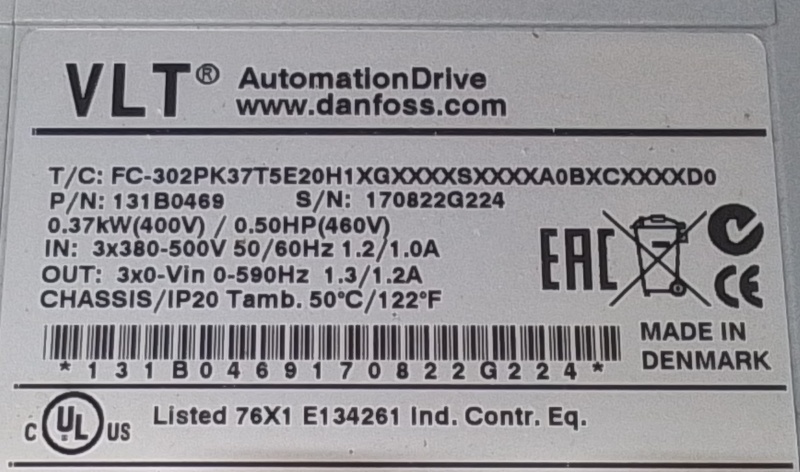 VLT® AutomationDrive
www.danfoss.com
T/C: FC-302PK37T5E20H1XGXXXXSXXXXA0BXCXXXXD0
P/N: 131B0469 S/N: 170822G224
0.37kW(400V) / 0.50HP(460V)
IN: 3x380-500V 50/60Hz 1.2/1.0A
OUT: 3x0-Vin 0-590Hz 1.3/1.2A
CHASSIS/IP20 Tamb. 50°C/122°F
EAC
CE
*131B0469170822G224*
MADE IN
DENMARK
c UL® US Listed 76X1 E134261 Ind. Contr. Eq.